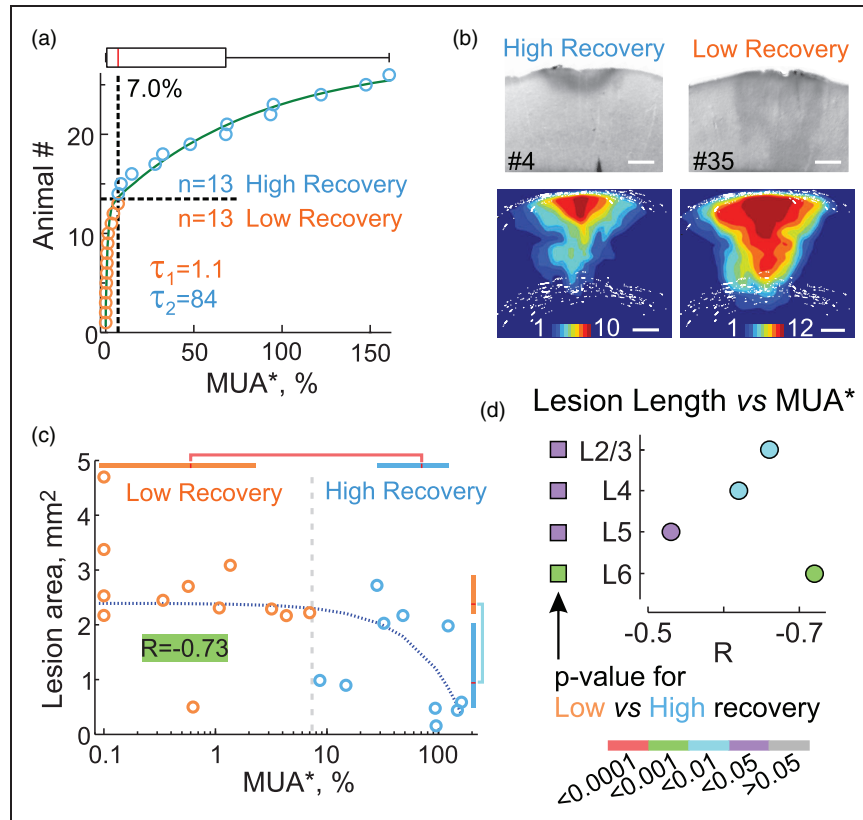 (a)
7.0%
Animal #
20
10
0
n=13 High Recovery
n=13 Low Recovery
τ1=1.1
τ2=84
0 50 100 150
MUA*, %
(b)
High Recovery
Low Recovery
#4
#35
1 10
1 12
(c)
Lesion area, mm²
5
4
3
2
1
0
Low Recovery
High Recovery
R=-0.73
0.1 1 10 100
MUA*, %
(d)
Lesion Length vs MUA*
L2/3
L4
L5
L6
-0.5 -0.7
R
p-value for
Low vs High recovery
<0.0001
<0.001
<0.01
<0.05
>0.05